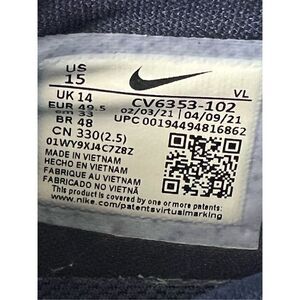 US
15
VL
UK 14
EUR 49.5
cm 33
BR 48
CN 330(2.5)
CV6353-102
02/03/21 04/09/21
UPC 00194494816862
01WY9XJ4C7Z8Z
MADE IN VIETNAM
HECHO EN VIETNAM
FABRIQUE AU VIETNAM
FABRICADO NO VIETNÃ
This product is covered by one or more patents
www.nike.com/patentsvirtualmarking